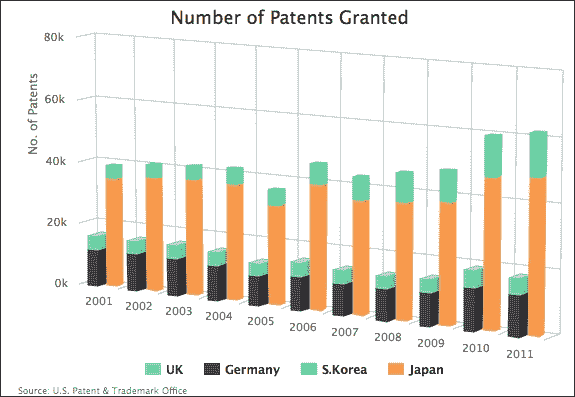 Number of Patents Granted
No. of Patents
80k
60k
40k
20k
0k
2001
2002
2003
2004
2005
2006
2007
2008
2009
2010
2011
UK
Germany
S.Korea
Japan
Source: U.S. Patent & Trademark Office